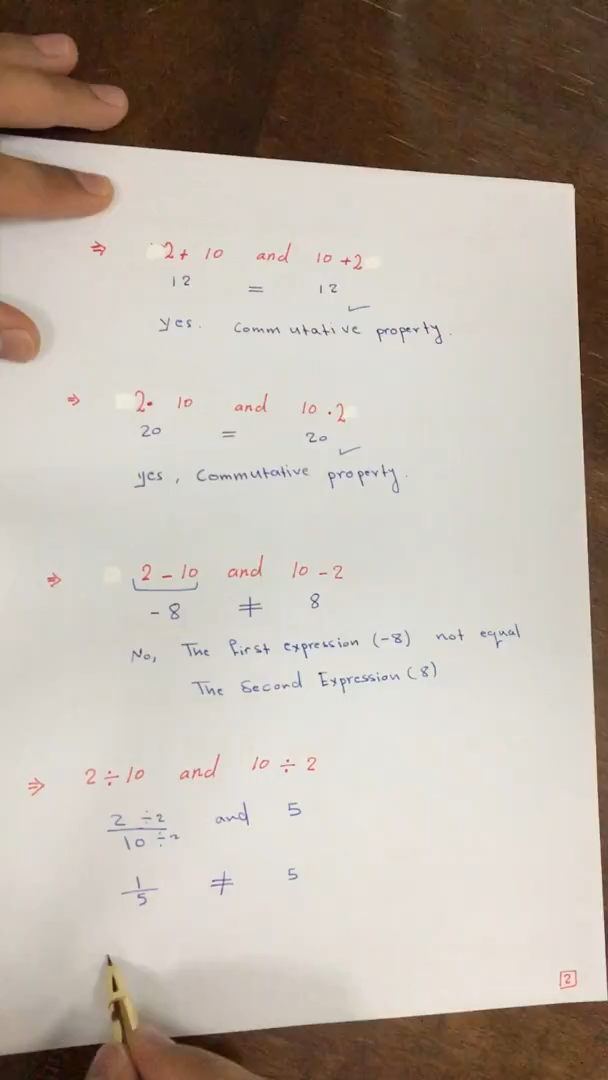 ⇒ 2 + 10 and 10 + 2
12 = 12 ✓
yes. Commutative property.
⇒ 2 · 10 and 10 · 2
20 = 20 ✓
yes, Commutative property.
⇒ 2 - 10 and 10 - 2
-8 ≠ 8
No, The first expression (-8) not equal
The Second Expression (8)
⇒ 2 ÷ 10 and 10 ÷ 2
2 ÷2 and 5
10 ÷2
1/5 ≠ 5
2